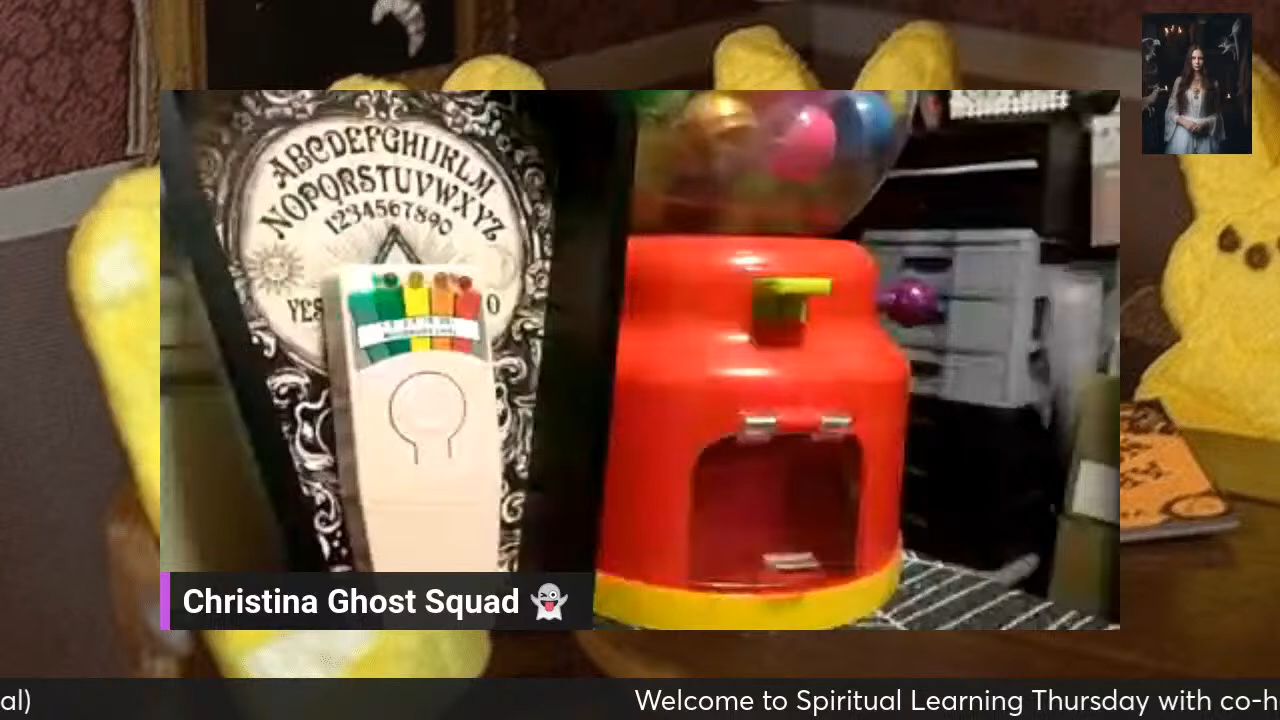 ABCDEFGHIJKLM
NOPQRSTUVWXYZ
1234567890
YES
Christina Ghost Squad 👻
al) Welcome to Spiritual Learning Thursday with co-h